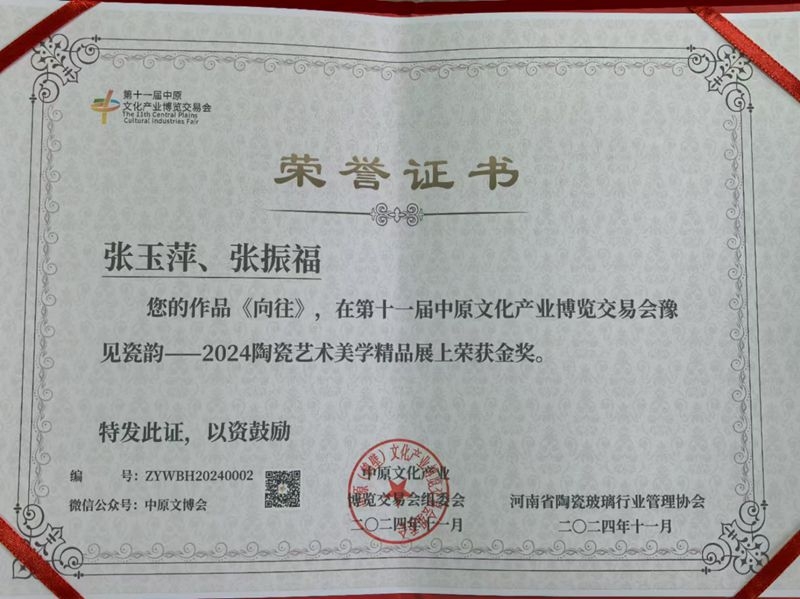 第十一届中原
文化产业博览交易会
The 11th Central Plains
Cultural Industries Fair
荣誉证书
张玉萍、张振福
您的作品《向往》，在第十一届中原文化产业博览交易会豫
见瓷韵——2024陶瓷艺术美学精品展上荣获金奖。
特发此证，以资鼓励
编 号：ZYWBH20240002
微信公众号：中原文博会
中原文化产业
博览交易会组委会
二〇二四年十一月
河南省陶瓷玻璃行业管理协会
二〇二四年十一月